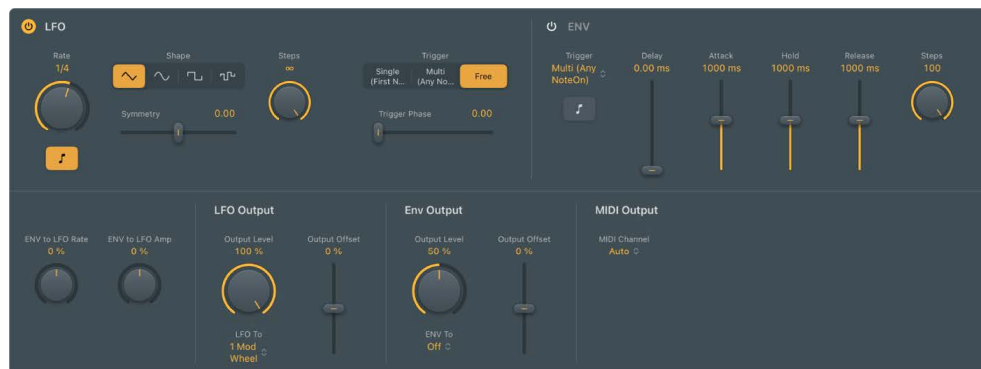 LFO
ENV
Rate
1/4
Shape
Steps
∞
Trigger
Single
(First N...
Multi
(Any No...
Free
Symmetry
0.00
Trigger Phase
0.00
Trigger
Multi (Any
NoteOn)
Delay
0.00 ms
Attack
1000 ms
Hold
1000 ms
Release
1000 ms
Steps
100
ENV to LFO Rate
0 %
ENV to LFO Amp
0 %
LFO Output
Output Level
100 %
Output Offset
0 %
LFO To
1 Mod
Wheel
Env Output
Output Level
50 %
Output Offset
0 %
ENV To
Off
MIDI Output
MIDI Channel
Auto